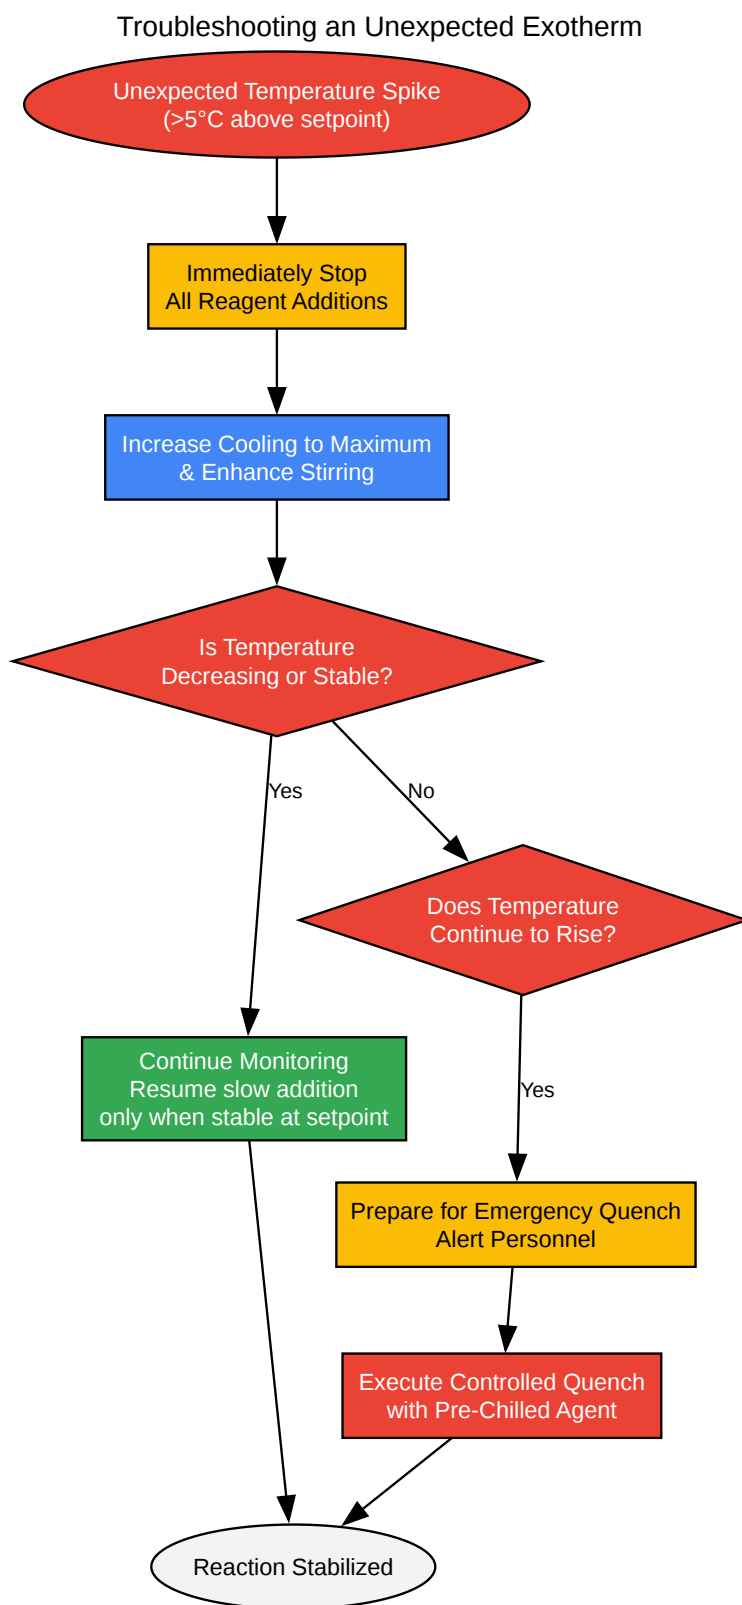 Troubleshooting an Unexpected Exotherm
Unexpected Temperature Spike
(>5°C above setpoint)
Immediately Stop
All Reagent Additions
Increase Cooling to Maximum
& Enhance Stirring
Is Temperature
Decreasing or Stable?
Yes
No
Does Temperature
Continue to Rise?
Continue Monitoring
Resume slow addition
only when stable at setpoint
Yes
Prepare for Emergency Quench
Alert Personnel
Execute Controlled Quench
with Pre-Chilled Agent
Reaction Stabilized